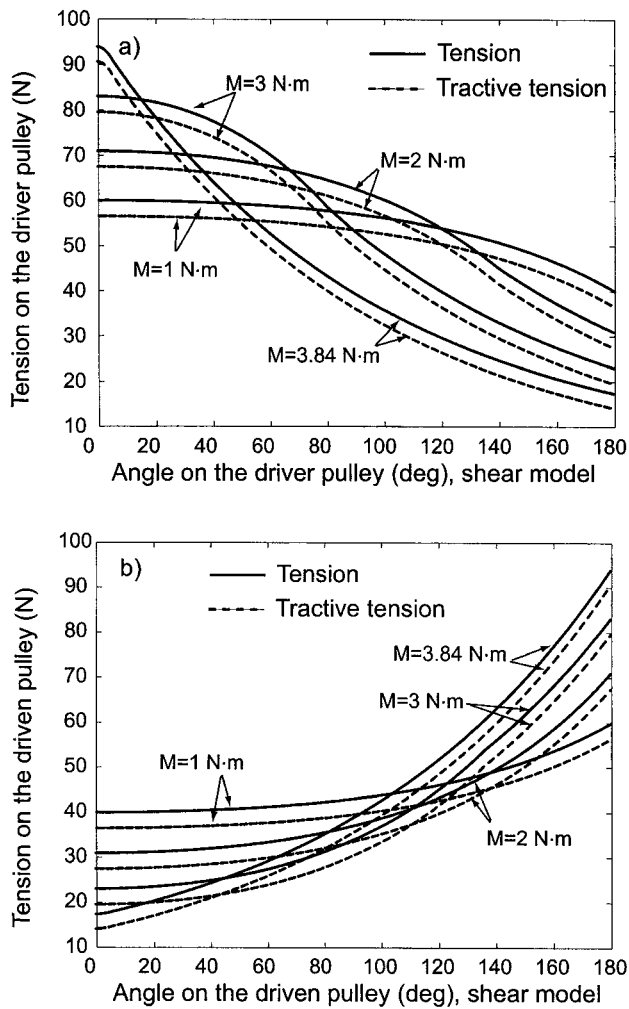 a)
Tension
Tractive tension
M=3 N·m
M=2 N·m
M=1 N·m
M=3.84 N·m
Tension on the driver pulley (N)
100
90
80
70
60
50
40
30
20
10
0 20 40 60 80 100 120 140 160 180
Angle on the driver pulley (deg), shear model
b)
Tension
Tractive tension
M=3.84 N·m
M=3 N·m
M=1 N·m
M=2 N·m
Tension on the driven pulley (N)
100
90
80
70
60
50
40
30
20
10
0 20 40 60 80 100 120 140 160 180
Angle on the driven pulley (deg), shear model